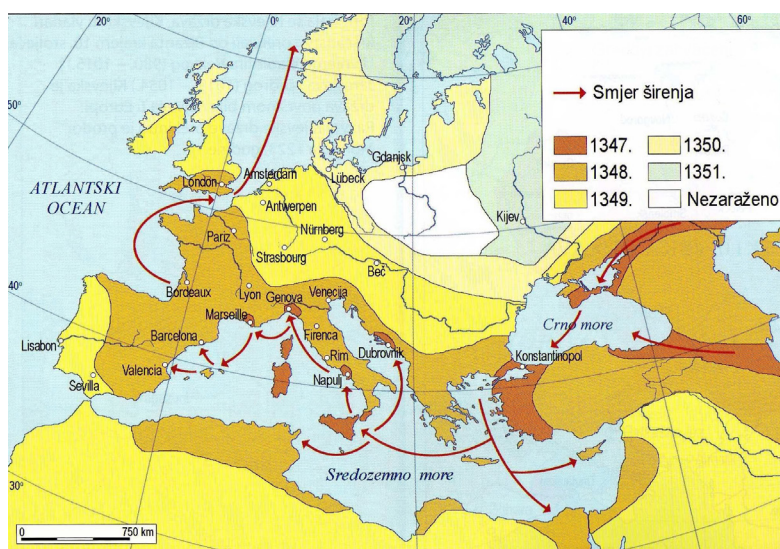 0°
20°
40°
60°
50°
40°
30°
20°
40°
Smjer širenja
1347.
1350.
1348.
1351.
1349.
Nezaraženo
ATLANTSKI
OCEAN
London
Amsterdam
Lübeck
Gdanjsk
Antwerpen
Pariz
Nürnberg
Strasbourg
Beč
Kijev
Bordeaux
Lyon
Genova
Venecija
Marseille
Firenca
Barcelona
Rim
Dubrovnik
Crno more
Konstantinopol
Lisabon
Valencia
Napulj
Sevilla
Sredozemno more
0
750 km